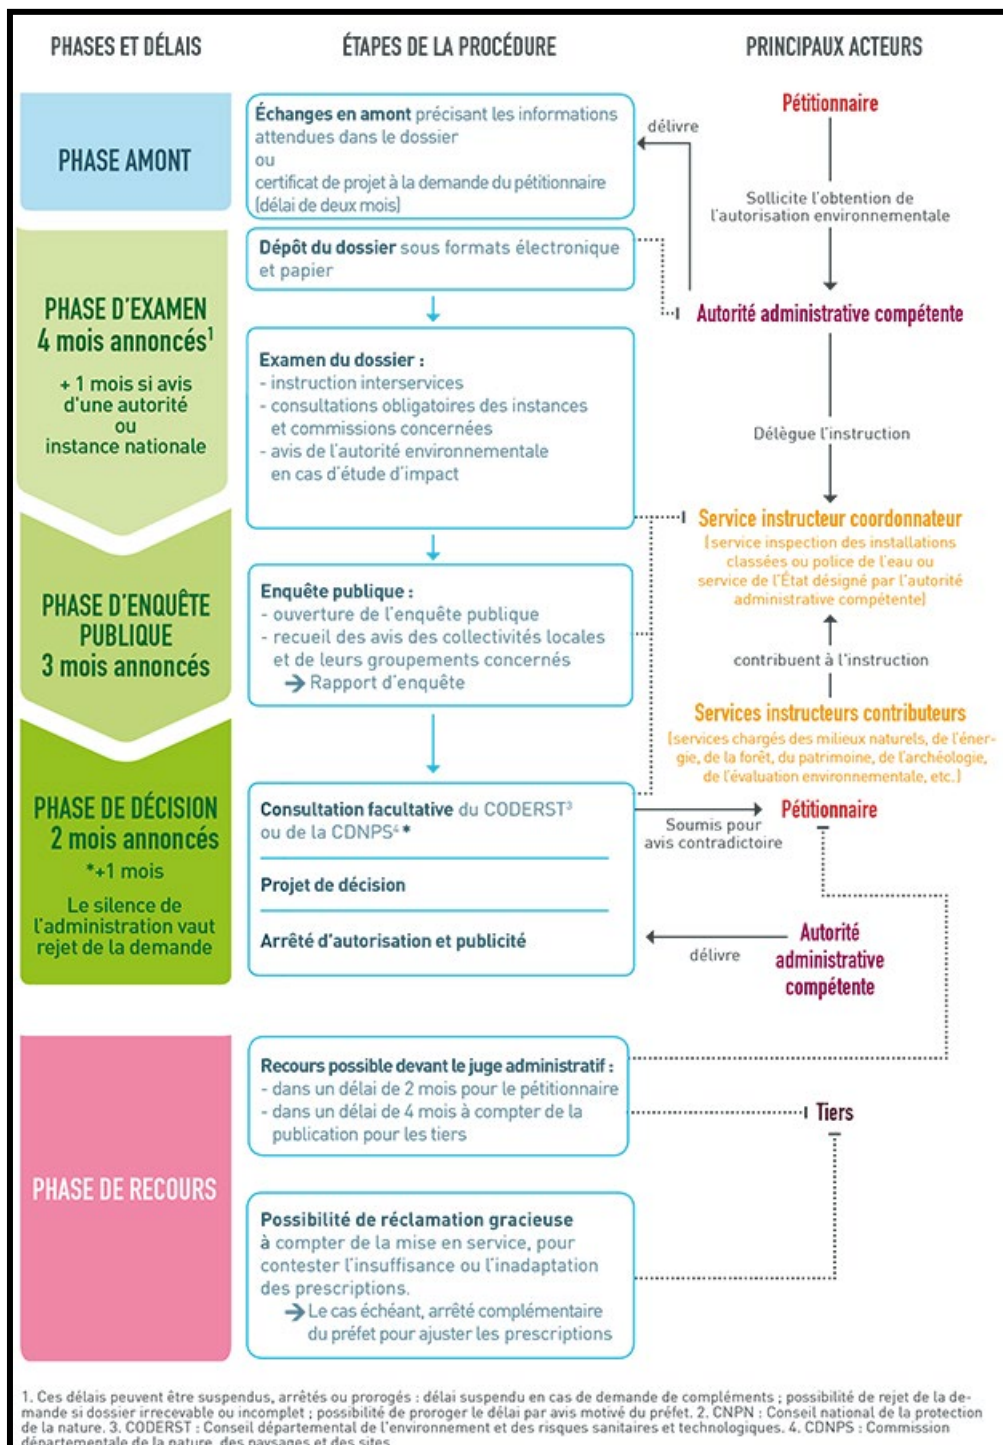 PHASES ET DÉLAIS
ÉTAPES DE LA PROCÉDURE
PRINCIPAUX ACTEURS
PHASE AMONT
Échanges en amont précisant les informations
attendues dans le dossier
ou
certificat de projet à la demande du pétitionnaire
(délai de deux mois)
délivre
Pétitionnaire
Sollicite l'obtention de
l'autorisation environnementale
Autorité administrative compétente
PHASE D'EXAMEN
4 mois annoncés¹
+ 1 mois si avis
d'une autorité
ou
instance nationale
Dépôt du dossier sous formats électronique
et papier
Examen du dossier :
- instruction interservices
- consultations obligatoires des instances
et commissions concernées
- avis de l'autorité environnementale
en cas d'étude d'impact
Délègue l'instruction
Service instructeur coordonnateur
(service inspection des installations
classées ou police de l'eau ou
service de l'État désigné par l'autorité
administrative compétente)
PHASE D'ENQUÊTE
PUBLIQUE
3 mois annoncés
Enquête publique :
- ouverture de l'enquête publique
- recueil des avis des collectivités locales
et de leurs groupements concernés
→ Rapport d'enquête
contribuent à l'instruction
Services instructeurs contributeurs
(services chargés des milieux naturels, de l'éner-
gie, de la forêt, du patrimoine, de l'archéologie,
de l'évaluation environnementale, etc.)
PHASE DE DÉCISION
2 mois annoncés
*+1 mois
Le silence de
l'administration vaut
rejet de la demande
Consultation facultative du CODERST³
ou de la CDNPS⁴ *
Projet de décision
Arrêté d'autorisation et publicité
Soumis pour
avis contradictoire
Pétitionnaire
délivre
Autorité
administrative
compétente
PHASE DE RECOURS
Recours possible devant le juge administratif :
- dans un délai de 2 mois pour le pétitionnaire
- dans un délai de 4 mois à compter de la
publication pour les tiers
Tiers
Possibilité de réclamation gracieuse
à compter de la mise en service, pour
contester l'insuffisance ou l'inadaptation
des prescriptions.
→ Le cas échéant, arrêté complémentaire
du préfet pour ajuster les prescriptions
1. Ces délais peuvent être suspendus, arrêtés ou prorogés : délai suspendu en cas de demande de compléments ; possibilité de rejet de la de-
mande si dossier irrecevable ou incomplet ; possibilité de proroger le délai par avis motivé du préfet. 2. CNPN : Conseil national de la protection
de la nature. 3. CODERST : Conseil départemental de l'environnement et des risques sanitaires et technologiques. 4. CDNPS : Commission
départementale de la nature, des paysages et des sites